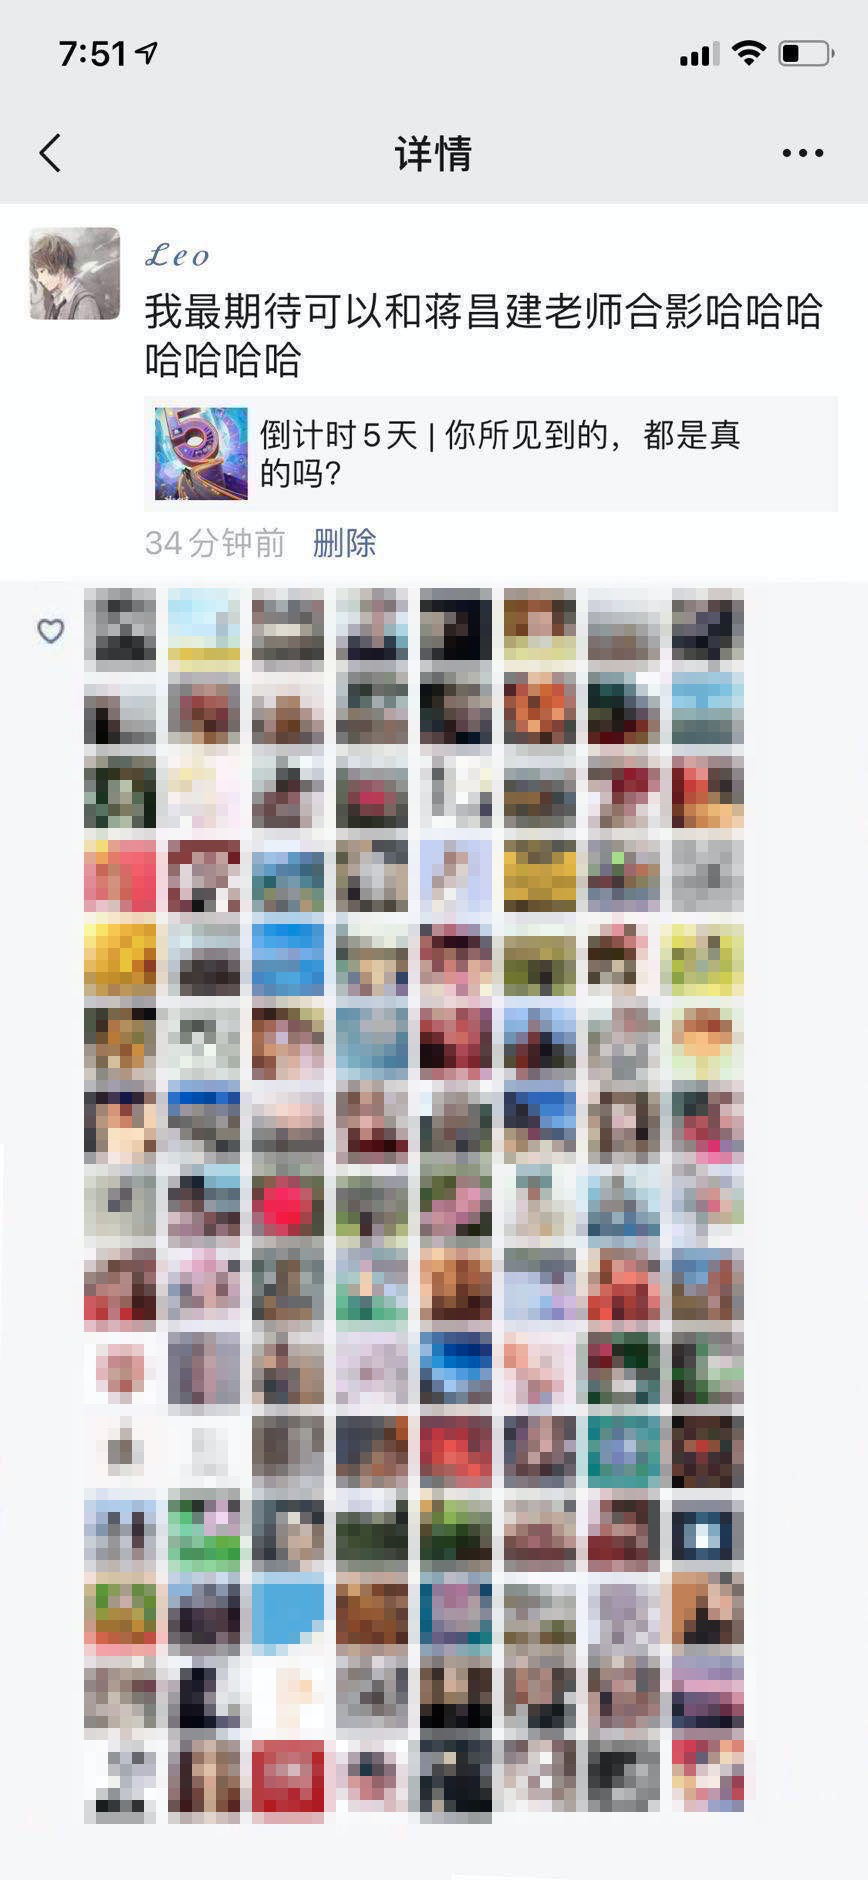 7:51
详情
Leo
我最期待可以和蒋昌建老师合影哈哈哈
哈哈哈哈
5
倒计时5天 | 你所见到的，都是真
的吗?
34分钟前 删除